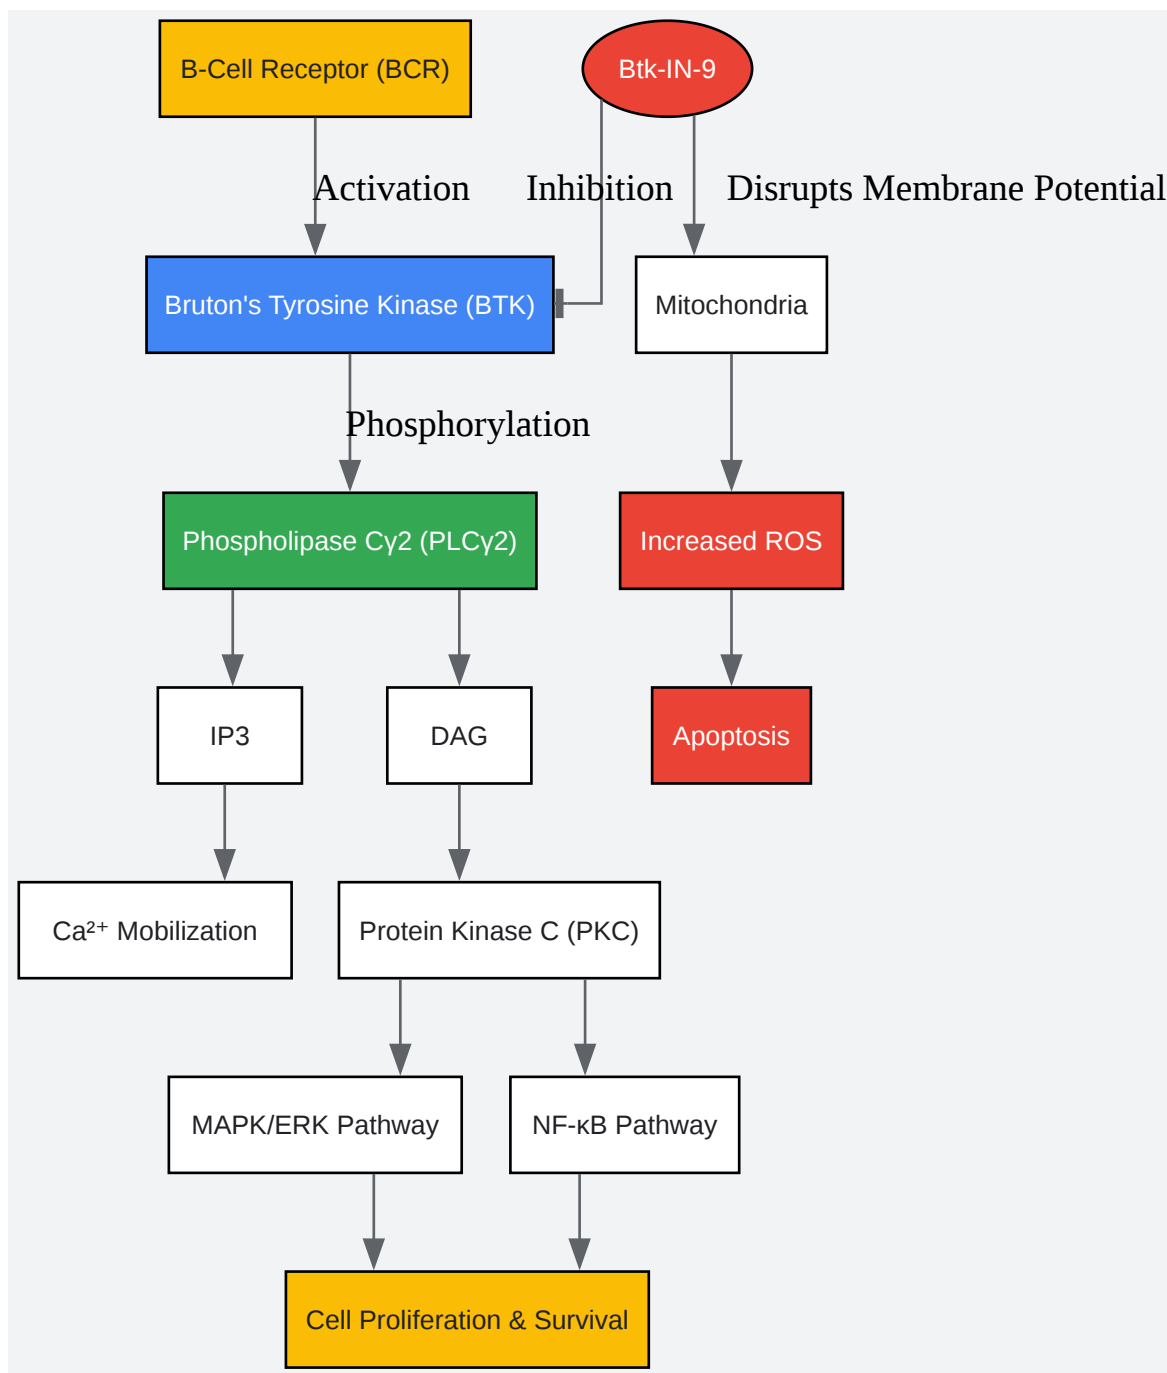 B-Cell Receptor (BCR)
Btk-IN-9
Activation
Inhibition
Disrupts Membrane Potential
Bruton's Tyrosine Kinase (BTK)
Mitochondria
Phosphorylation
Phospholipase Cγ2 (PLCγ2)
Increased ROS
IP3
DAG
Apoptosis
Ca²⁺ Mobilization
Protein Kinase C (PKC)
MAPK/ERK Pathway
NF-κB Pathway
Cell Proliferation & Survival